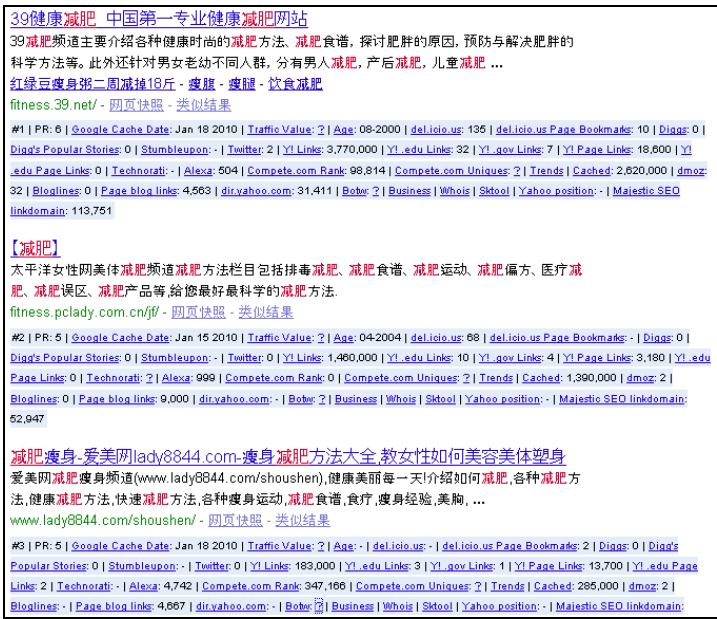 39健康减肥_中国第一专业健康减肥网站
39减肥频道主要介绍各种健康时尚的减肥方法、减肥食谱, 探讨肥胖的原因, 预防与解决肥胖的
科学方法等。此外还针对男女老幼不同人群, 分有男人减肥, 产后减肥, 儿童减肥 ...
红绿豆瘦身粥二周减掉18斤 - 瘦腹 - 瘦腿 - 饮食减肥
fitness.39.net/ - 网页快照 - 类似结果
#1 | PR: 6 | Google Cache Date: Jan 18 2010 | Traffic Value: ? | Age: 08-2000 | del.icio.us: 135 | del.icio.us Page Bookmarks: 10 | Diggs: 0 |
Digg's Popular Stories: 0 | Stumbleupon: - | Twitter: 2 | Y! Links: 3,770,000 | Y! .edu Links: 32 | Y! .gov Links: 7 | Y! Page Links: 18,600 | Y!
.edu Page Links: 0 | Technorati: - | Alexa: 504 | Compete.com Rank: 98,814 | Compete.com Uniques: ? | Trends | Cached: 2,620,000 | dmoz:
32 | Bloglines: 0 | Page blog links: 4,563 | dir.yahoo.com: 31,411 | Botw: ? | Business | Whois | Sktool | Yahoo position: - | Majestic SEO
linkdomain: 113,751
【减肥】
太平洋女性网美体减肥频道减肥方法栏目包括排毒减肥、减肥食谱、减肥运动、减肥偏方、医疗减
肥、减肥误区、减肥产品等,给您最好最科学的减肥方法.
fitness.pclady.com.cn/jf/ - 网页快照 - 类似结果
#2 | PR: 5 | Google Cache Date: Jan 15 2010 | Traffic Value: ? | Age: 04-2004 | del.icio.us: 68 | del.icio.us Page Bookmarks: - | Diggs: 0 |
Digg's Popular Stories: 0 | Stumbleupon: - | Twitter: 0 | Y! Links: 1,460,000 | Y! .edu Links: 10 | Y! .gov Links: 4 | Y! Page Links: 3,180 | Y! .edu
Page Links: 0 | Technorati: ? | Alexa: 999 | Compete.com Rank: 0 | Compete.com Uniques: ? | Trends | Cached: 1,390,000 | dmoz: 2 |
Bloglines: 0 | Page blog links: 9,000 | dir.yahoo.com: - | Botw: ? | Business | Whois | Sktool | Yahoo position: - | Majestic SEO linkdomain:
52,947
减肥瘦身-爱美网lady8844.com-瘦身减肥方法大全,教女性如何美容美体塑身
爱美网减肥瘦身频道(www.lady8844.com/shoushen),健康美丽每一天!介绍如何减肥,各种减肥方
法,健康减肥方法,快速减肥方法,各种瘦身运动,减肥食谱,食疗,瘦身经验,美胸, ...
www.lady8844.com/shoushen/ - 网页快照 - 类似结果
#3 | PR: 5 | Google Cache Date: Jan 18 2010 | Traffic Value: ? | Age: - | del.icio.us: - | del.icio.us Page Bookmarks: 2 | Diggs: 0 | Digg's
Popular Stories: 0 | Stumbleupon: - | Twitter: 0 | Y! Links: 183,000 | Y! .edu Links: 3 | Y! .gov Links: 1 | Y! Page Links: 13,700 | Y! .edu Page
Links: 2 | Technorati: - | Alexa: 4,742 | Compete.com Rank: 347,166 | Compete.com Uniques: ? | Trends | Cached: 285,000 | dmoz: 2 |
Bloglines: - | Page blog links: 4,667 | dir.yahoo.com: - | Botw: ? | Business | Whois | Sktool | Yahoo position: - | Majestic SEO linkdomain: